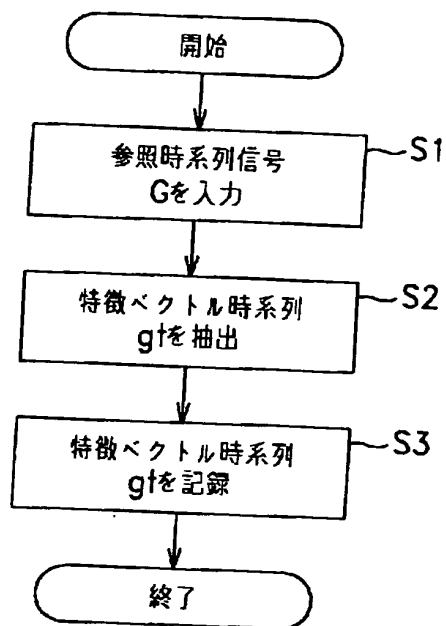 開始
参照時系列信号
Gを入力
S1
特徴ベクトル時系列
gtを抽出
S2
特徴ベクトル時系列
gtを記録
S3
終了